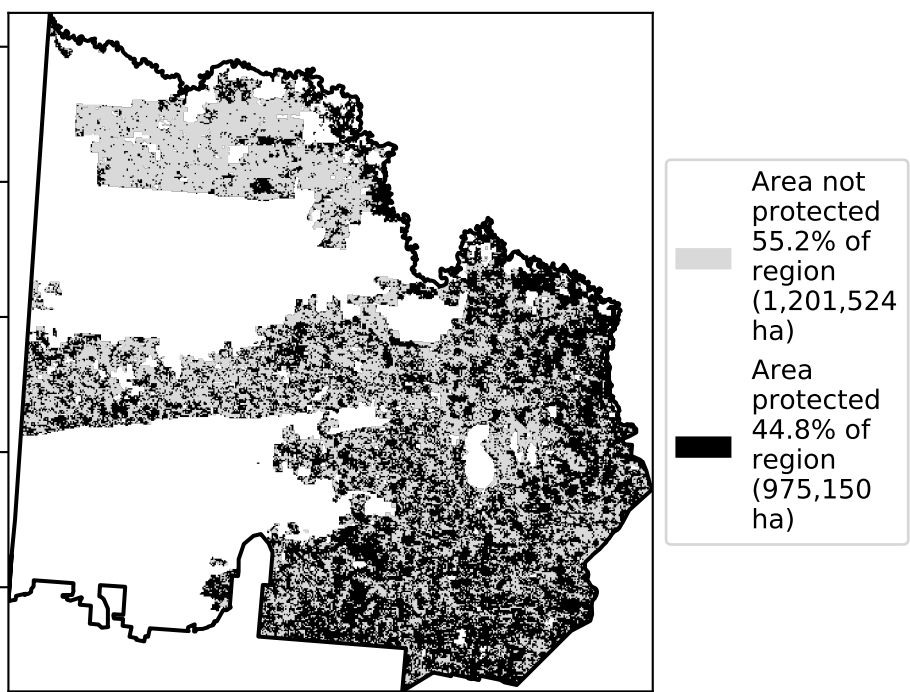 Area not
protected
55.2% of
region
(1,201,524
ha)
Area
protected
44.8% of
region
(975,150
ha)